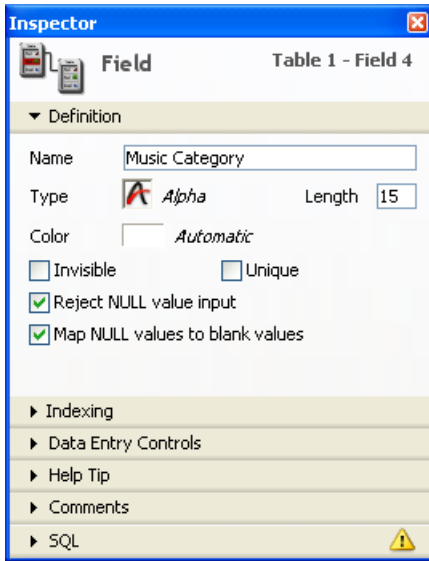 Inspector
Field
Table 1 - Field 4
Definition
Name Music Category
Type Alpha Length 15
Color Automatic
Invisible Unique
Reject NULL value input
Map NULL values to blank values
Indexing
Data Entry Controls
Help Tip
Comments
SQL